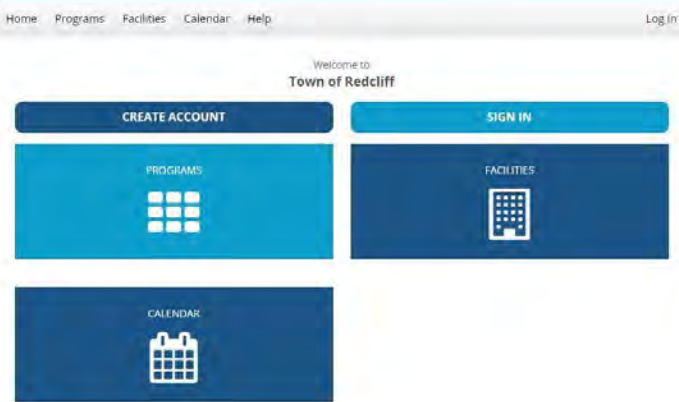 Home Programs Facilities Calendar Help Log in
Welcome to
Town of Redcliff
CREATE ACCOUNT SIGN IN
PROGRAMS FACILITIES
CALENDAR